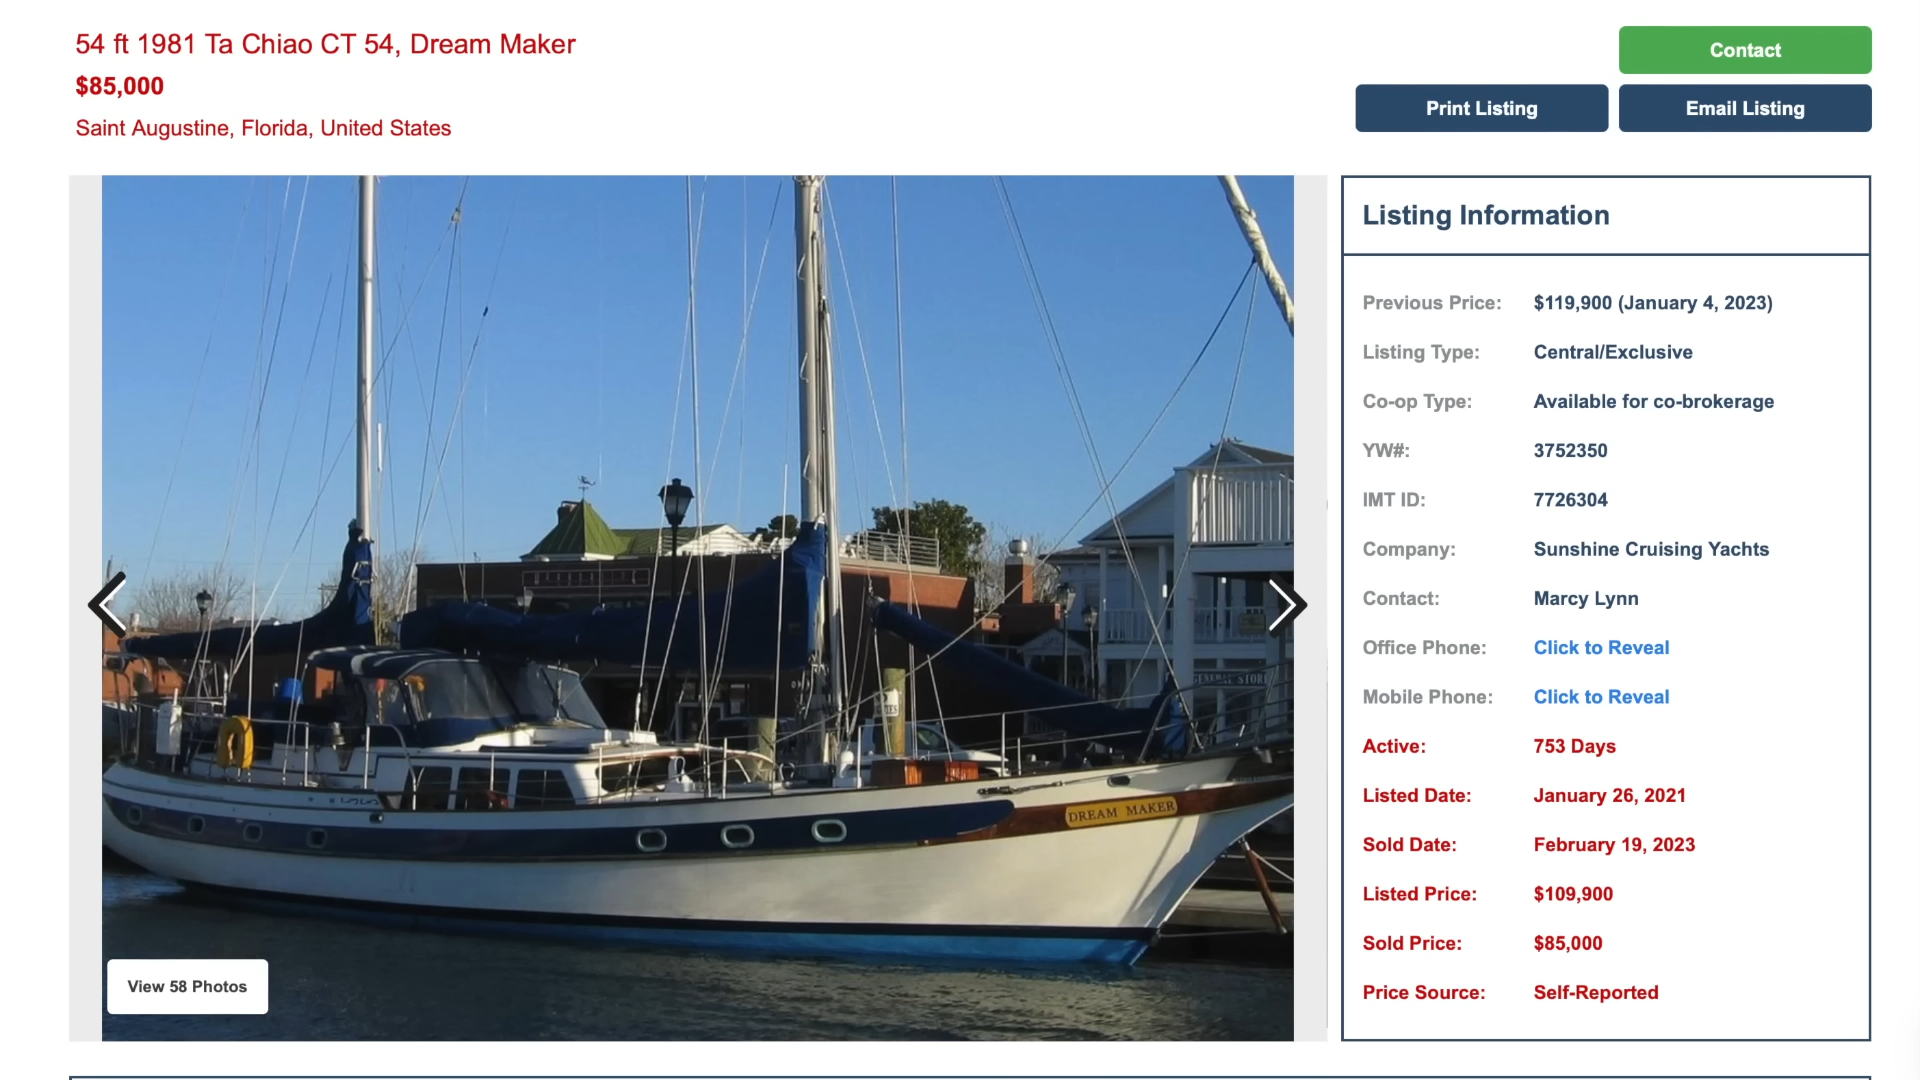 54 ft 1981 Ta Chiao CT 54, Dream Maker
$85,000
Saint Augustine, Florida, United States
Contact
Print Listing
Email Listing
Listing Information
Previous Price: $119,900 (January 4, 2023)
Listing Type: Central/Exclusive
Co-op Type: Available for co-brokerage
YW#: 3752350
IMT ID: 7726304
Company: Sunshine Cruising Yachts
Contact: Marcy Lynn
Office Phone: Click to Reveal
Mobile Phone: Click to Reveal
Active: 753 Days
Listed Date: January 26, 2021
Sold Date: February 19, 2023
Listed Price: $109,900
Sold Price: $85,000
Price Source: Self-Reported
GENERAL STORE
DREAM MAKER
View 58 Photos